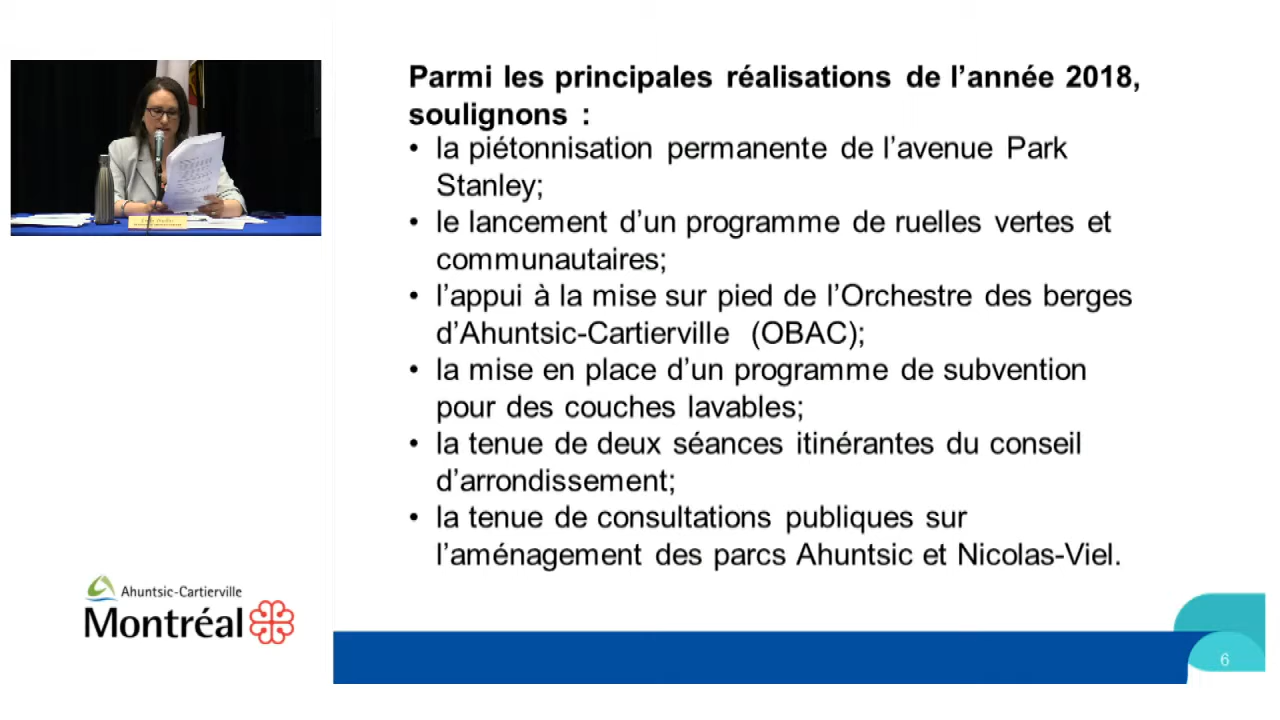 Parmi les principales réalisations de l’année 2018,
soulignons :
• la piétonnisation permanente de l’avenue Park
Stanley;
• le lancement d’un programme de ruelles vertes et
communautaires;
• l’appui à la mise sur pied de l’Orchestre des berges
d’Ahuntsic-Cartierville (OBAC);
• la mise en place d’un programme de subvention
pour des couches lavables;
• la tenue de deux séances itinérantes du conseil
d’arrondissement;
• la tenue de consultations publiques sur
l’aménagement des parcs Ahuntsic et Nicolas-Viel.
Ahuntsic-Cartierville
Montréal
6